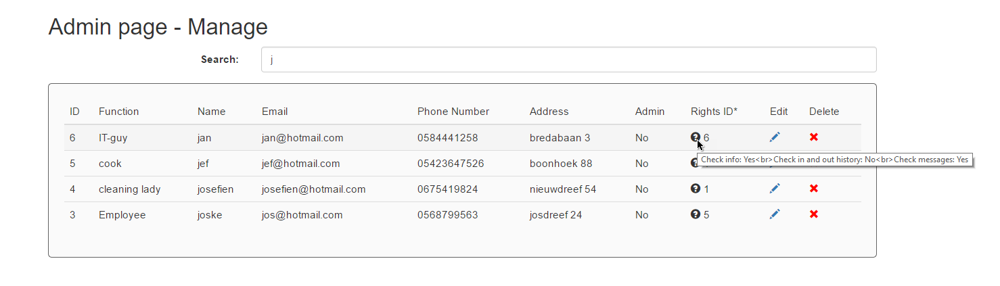 Admin page - Manage
Search: j
ID Function Name Email Phone Number Address Admin Rights ID* Edit Delete
6 IT-guy jan jan@hotmail.com 0584441258 bredabaan 3 No 6
Check info: Yes<br>Check in and out history: No<br>Check messages: Yes
5 cook jef jef@hotmail.com 05423647526 boonhoek 88 No
4 cleaning lady josefien josefien@hotmail.com 0675419824 nieuwdreef 54 No 1
3 Employee joske jos@hotmail.com 0568799563 josdreef 24 No 5